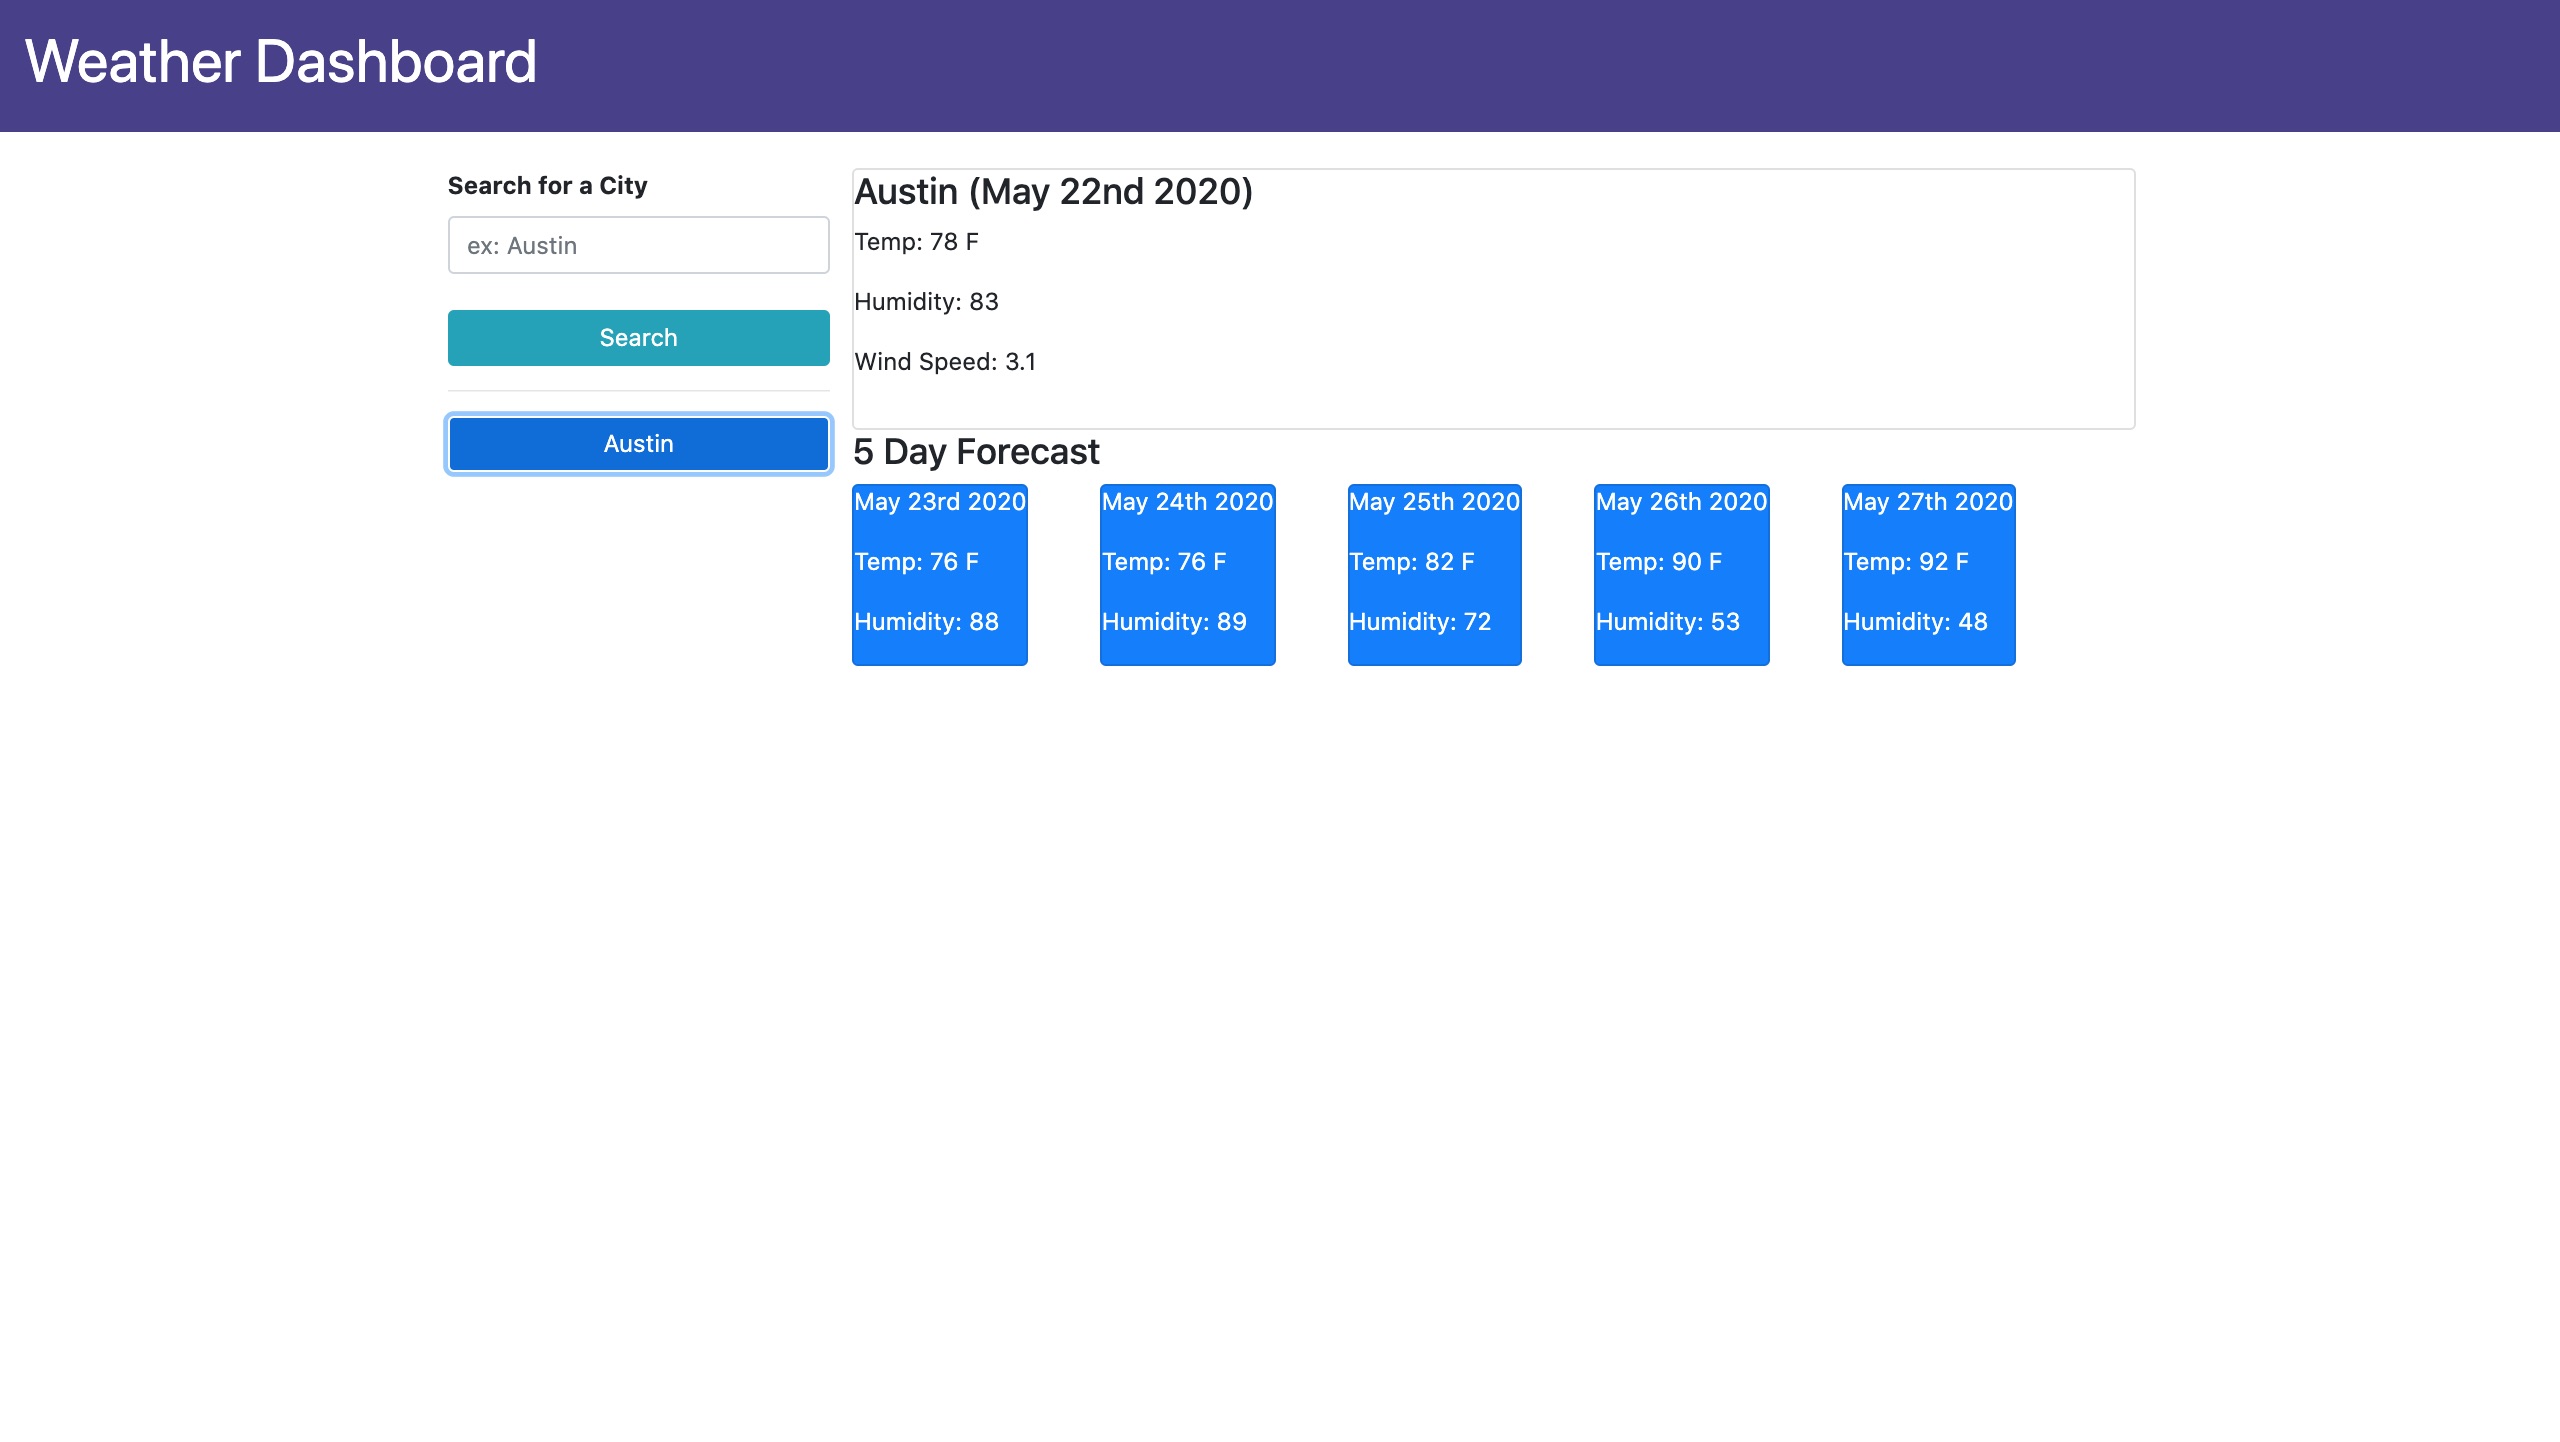 Weather Dashboard
Search for a City
ex: Austin
Search
Austin
Austin (May 22nd 2020)
Temp: 78 F
Humidity: 83
Wind Speed: 3.1
5 Day Forecast
May 23rd 2020
Temp: 76 F
Humidity: 88
May 24th 2020
Temp: 76 F
Humidity: 89
May 25th 2020
Temp: 82 F
Humidity: 72
May 26th 2020
Temp: 90 F
Humidity: 53
May 27th 2020
Temp: 92 F
Humidity: 48